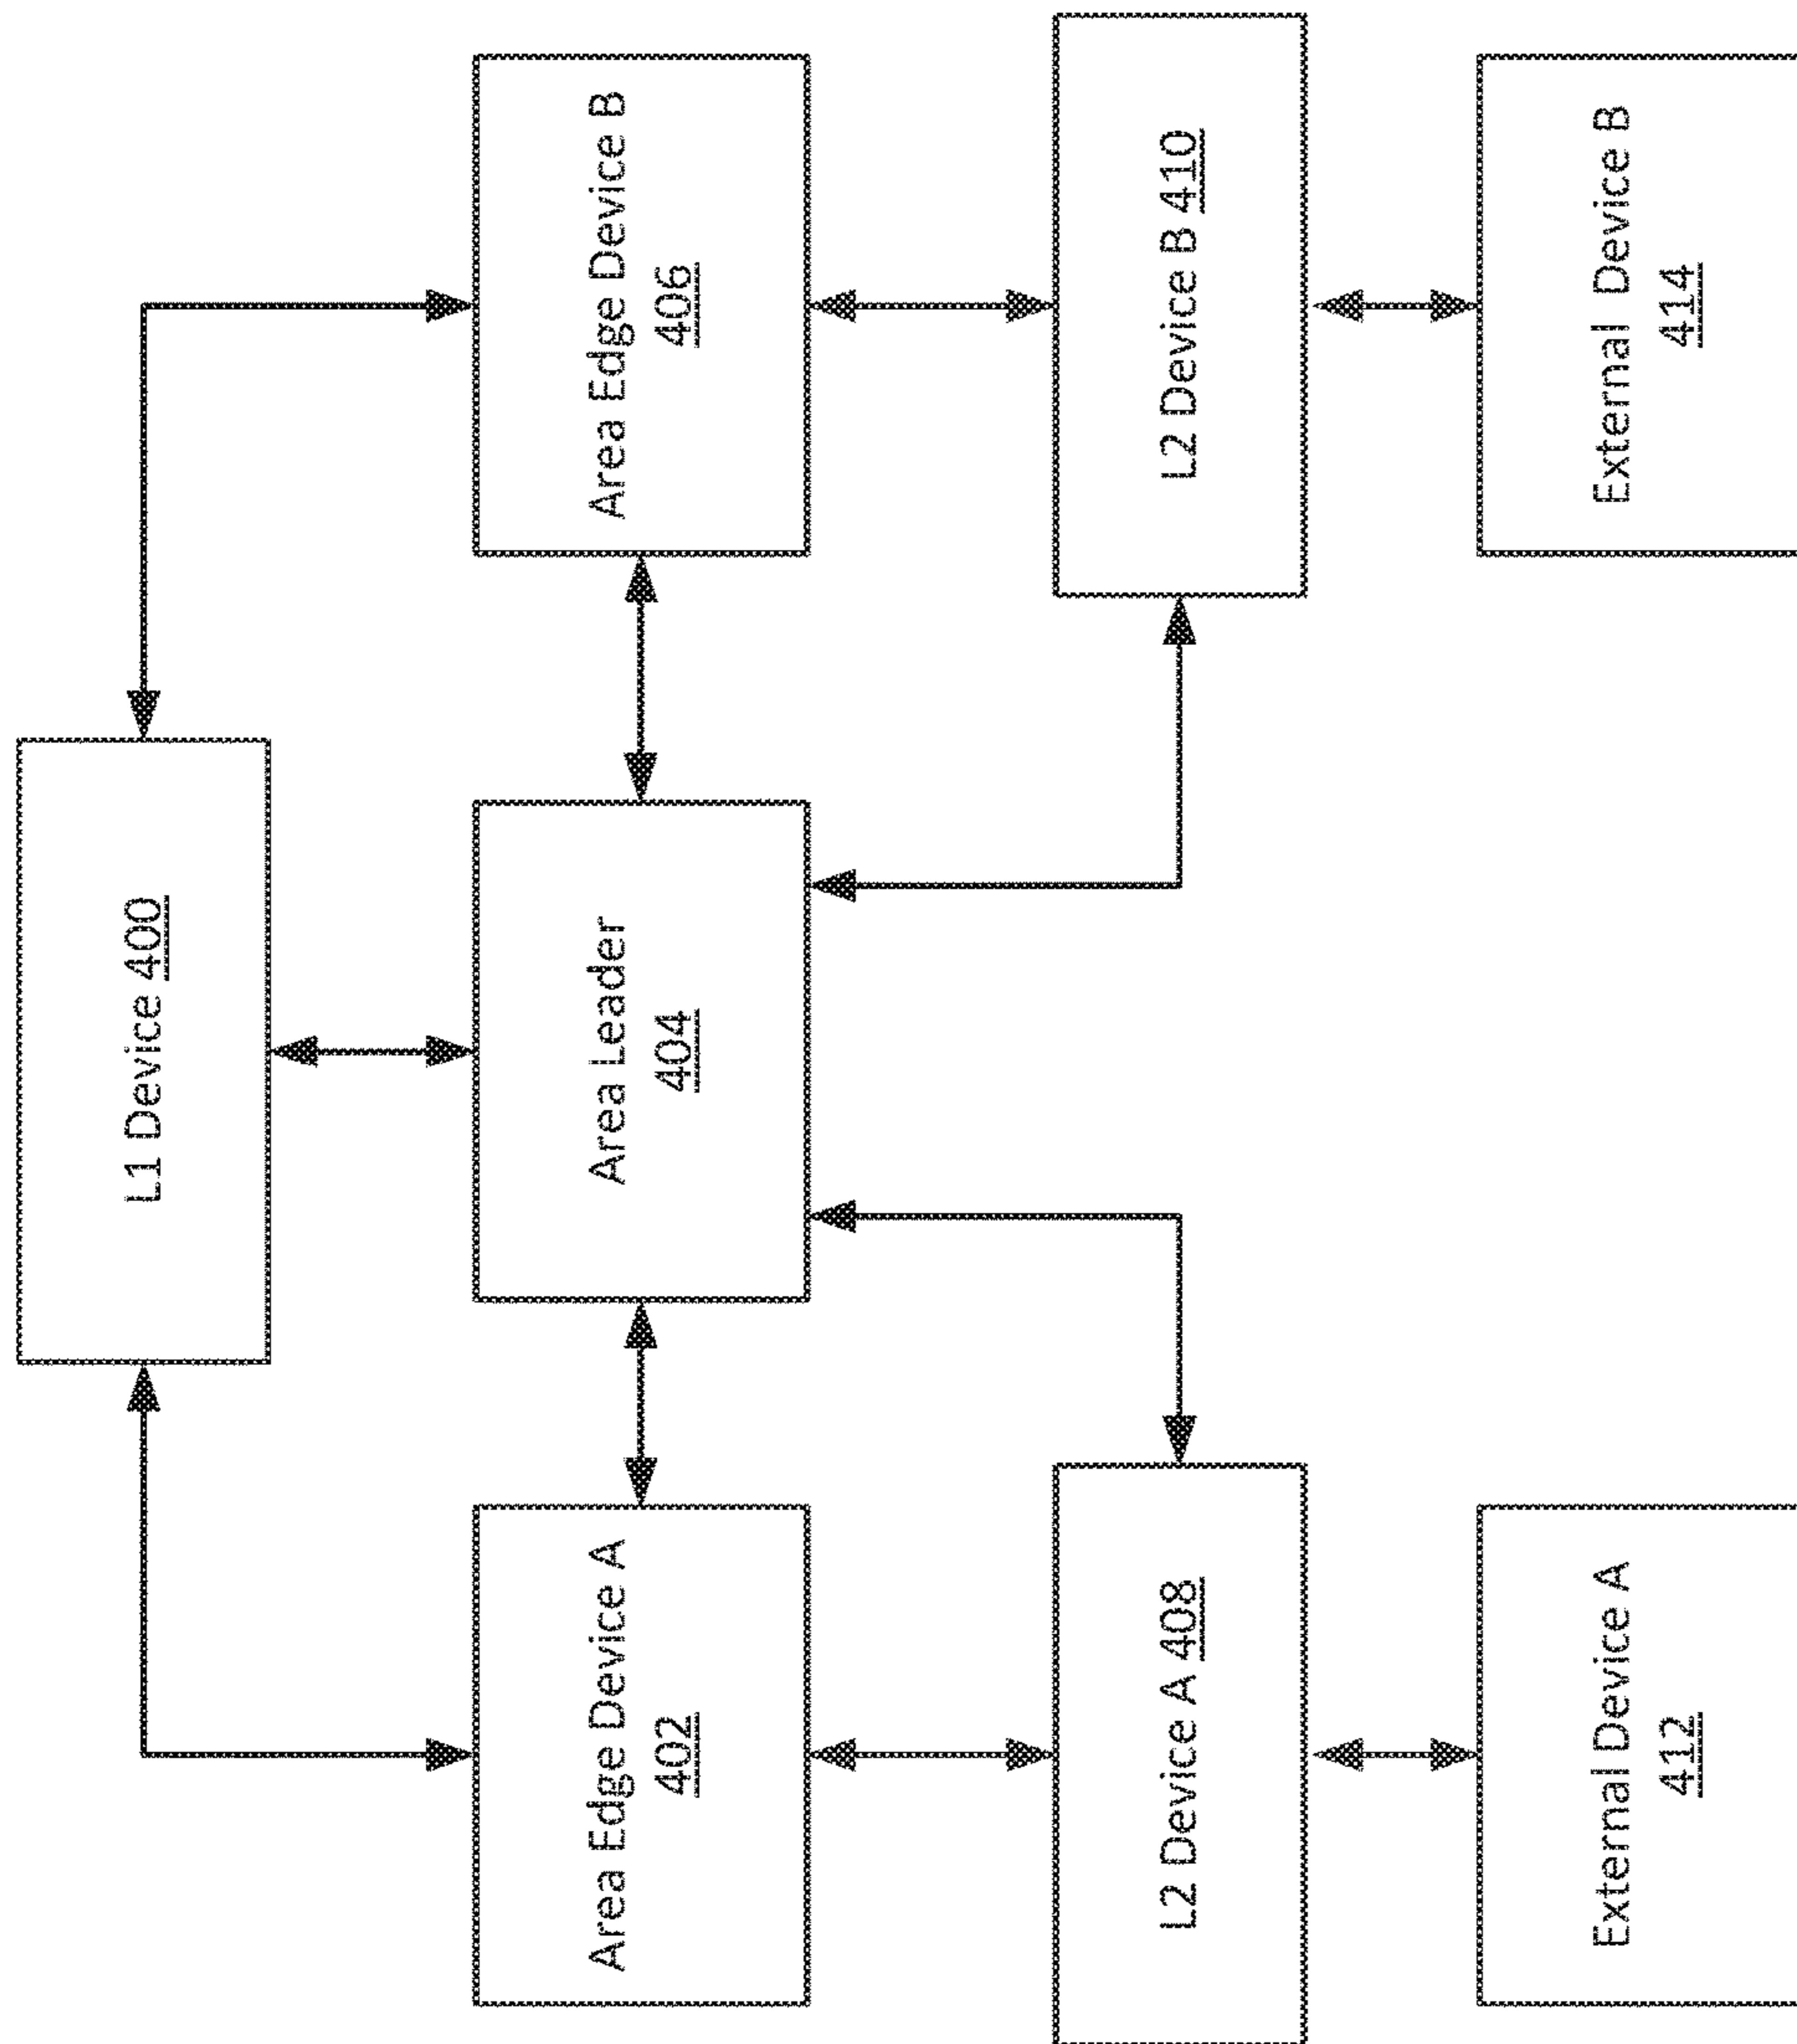 L1 Device 400
Area Edge Device A
402
Area Leader
404
Area Edge Device B
406
L2 Device A 408
L2 Device B 410
External Device A
412
External Device B
414